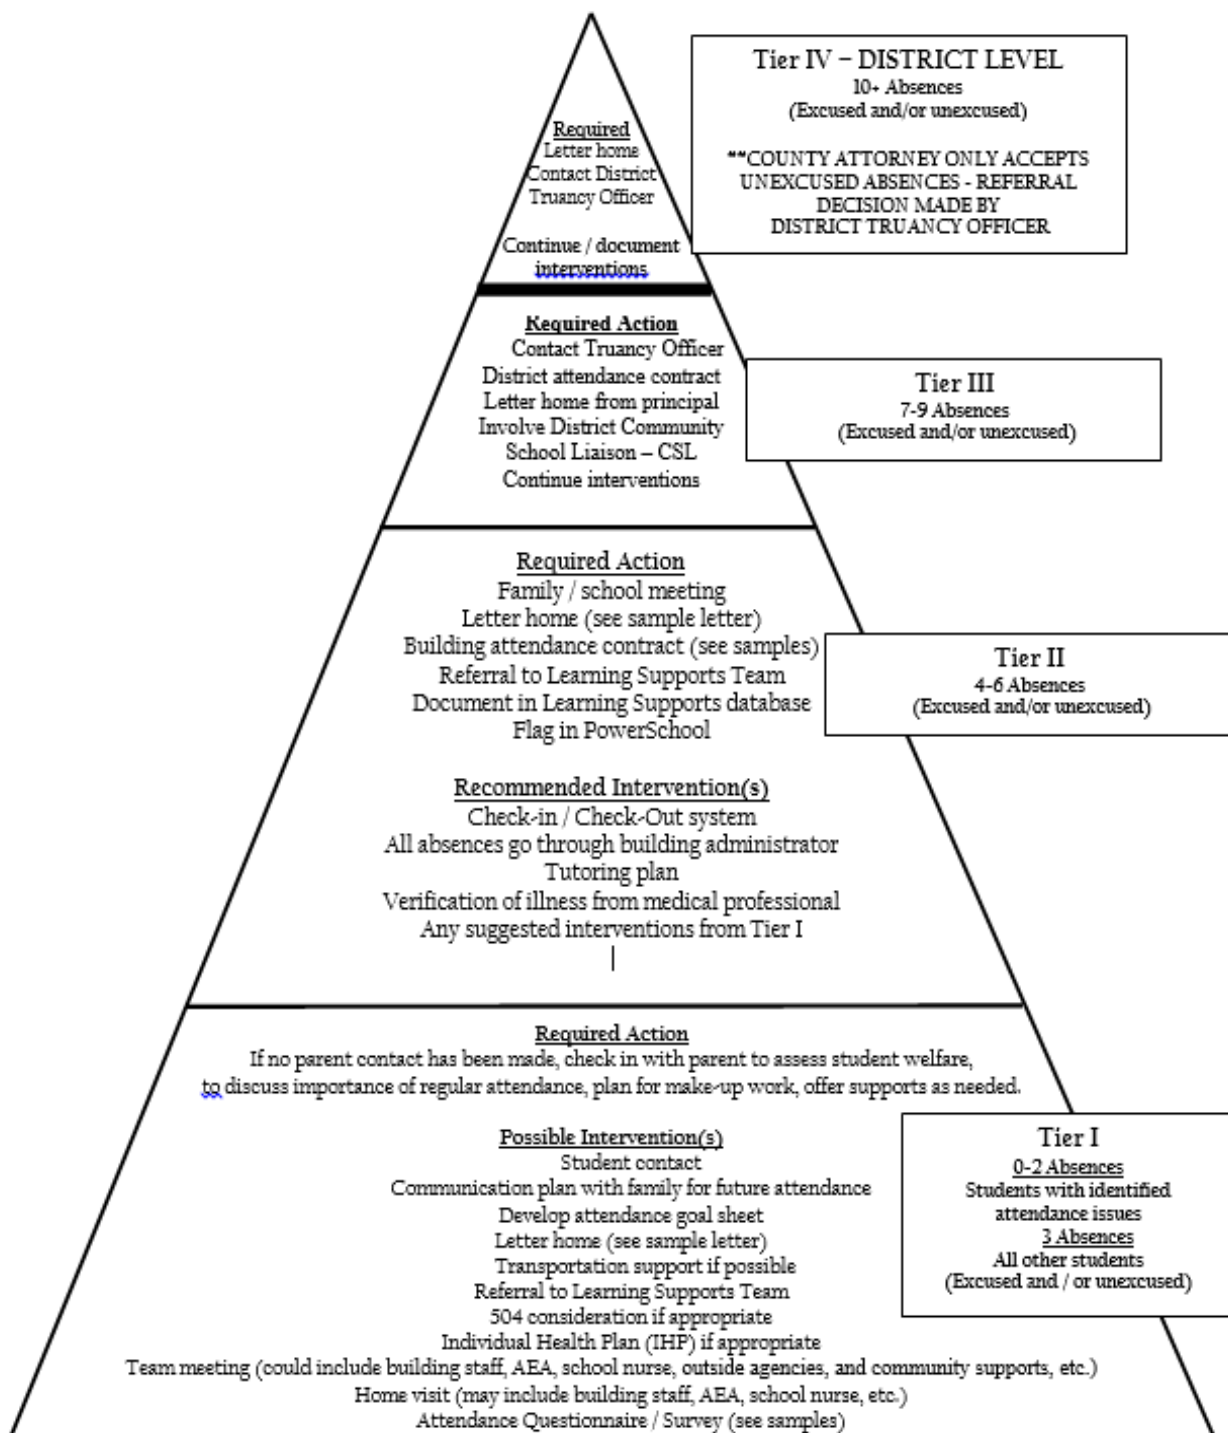 Tier IV – DISTRICT LEVEL
10+ Absences
(Excused and/or unexcused)
**COUNTY ATTORNEY ONLY ACCEPTS
UNEXCUSED ABSENCES - REFERRAL
DECISION MADE BY
DISTRICT TRUANCY OFFICER
Required
Letter home
Contact District
Truancy Officer
Continue / document
interventions
Required Action
Contact Truancy Officer
District attendance contract
Letter home from principal
Involve District Community
School Liaison – CSL
Continue interventions
Tier III
7-9 Absences
(Excused and/or unexcused)
Required Action
Family / school meeting
Letter home (see sample letter)
Building attendance contract (see samples)
Referral to Learning Supports Team
Document in Learning Supports database
Flag in PowerSchool
Tier II
4-6 Absences
(Excused and/or unexcused)
Recommended Intervention(s)
Check-in / Check-Out system
All absences go through building administrator
Tutoring plan
Verification of illness from medical professional
Any suggested interventions from Tier I
Required Action
If no parent contact has been made, check in with parent to assess student welfare,
to discuss importance of regular attendance, plan for make-up work, offer supports as needed.
Possible Intervention(s)
Student contact
Communication plan with family for future attendance
Develop attendance goal sheet
Letter home (see sample letter)
Transportation support if possible
Referral to Learning Supports Team
504 consideration if appropriate
Individual Health Plan (IHP) if appropriate
Team meeting (could include building staff, AEA, school nurse, outside agencies, and community supports, etc.)
Home visit (may include building staff, AEA, school nurse, etc.)
Attendance Questionnaire / Survey (see samples)
Tier I
0-2 Absences
Students with identified
attendance issues
3 Absences
All other students
(Excused and / or unexcused)